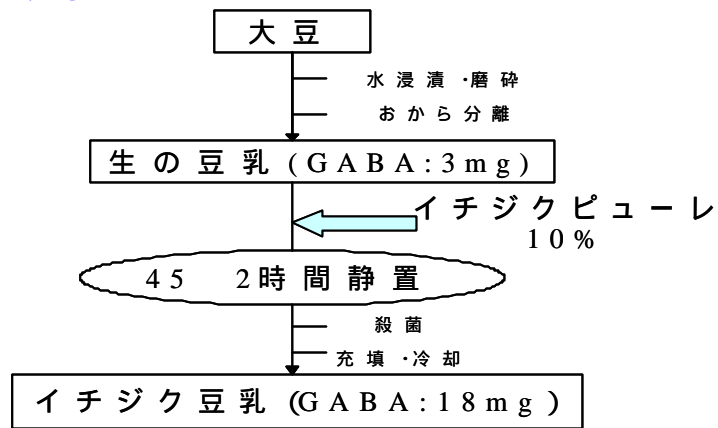 大豆
水浸漬・磨砕
おから分離
生の豆乳(GABA:3mg)
イチジクピューレ
10%
45 2時間静置
殺菌
充填・冷却
イチジク豆乳(GABA:18mg)